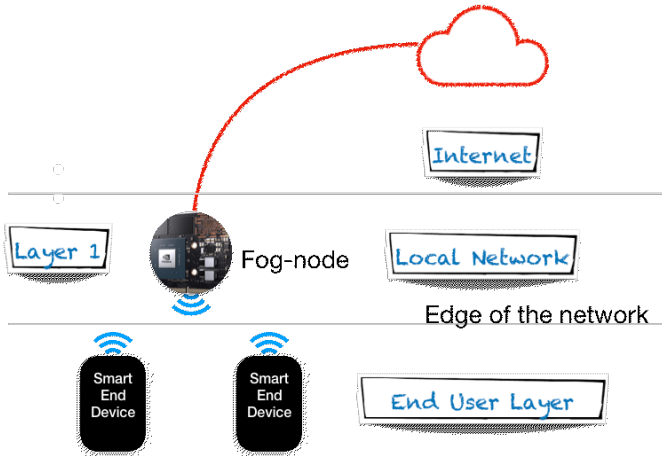 Internet
Layer 1
Fog-node
Local Network
Edge of the network
Smart
End
Device
Smart
End
Device
End User Layer